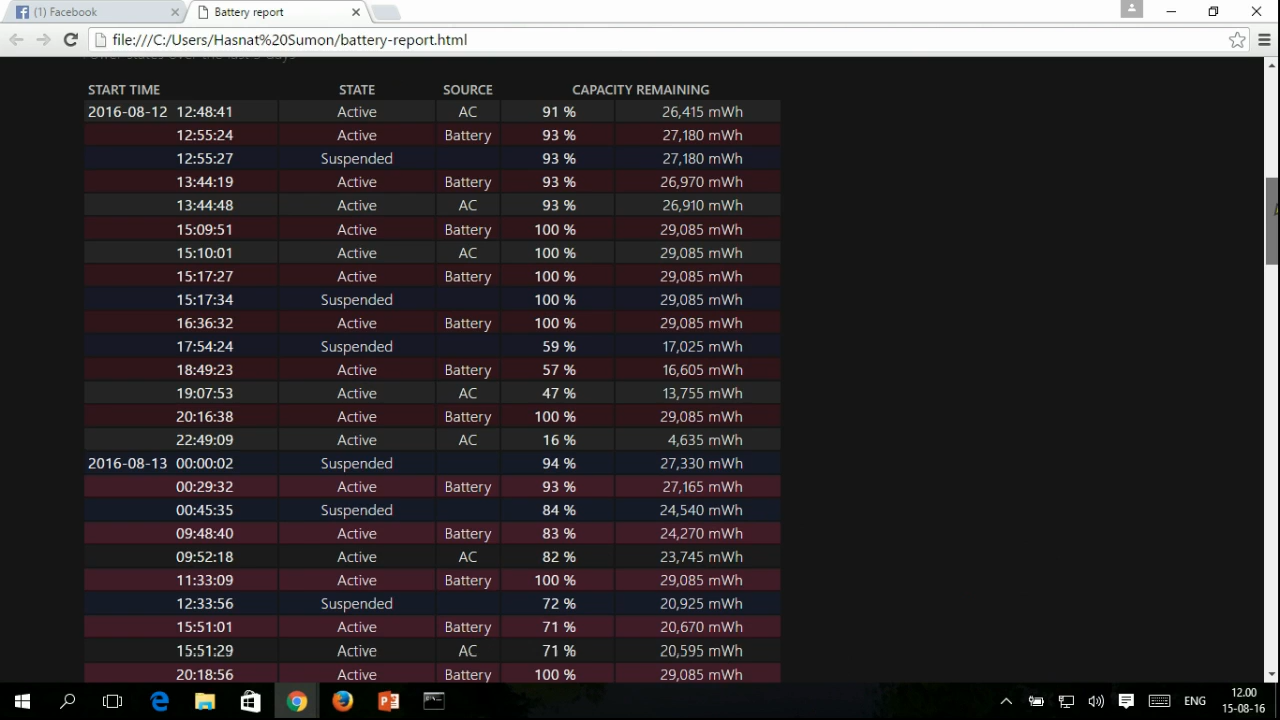 (1) Facebook
Battery report
file:///C:/Users/Hasnat%20Sumon/battery-report.html
START TIME STATE SOURCE CAPACITY REMAINING
2016-08-12 12:48:41 Active AC 91 % 26,415 mWh
12:55:24 Active Battery 93 % 27,180 mWh
12:55:27 Suspended 93 % 27,180 mWh
13:44:19 Active Battery 93 % 26,970 mWh
13:44:48 Active AC 93 % 26,910 mWh
15:09:51 Active Battery 100 % 29,085 mWh
15:10:01 Active AC 100 % 29,085 mWh
15:17:27 Active Battery 100 % 29,085 mWh
15:17:34 Suspended 100 % 29,085 mWh
16:36:32 Active Battery 100 % 29,085 mWh
17:54:24 Suspended 59 % 17,025 mWh
18:49:23 Active Battery 57 % 16,605 mWh
19:07:53 Active AC 47 % 13,755 mWh
20:16:38 Active Battery 100 % 29,085 mWh
22:49:09 Active AC 16 % 4,635 mWh
2016-08-13 00:00:02 Suspended 94 % 27,330 mWh
00:29:32 Active Battery 93 % 27,165 mWh
00:45:35 Suspended 84 % 24,540 mWh
09:48:40 Active Battery 83 % 24,270 mWh
09:52:18 Active AC 82 % 23,745 mWh
11:33:09 Active Battery 100 % 29,085 mWh
12:33:56 Suspended 72 % 20,925 mWh
15:51:01 Active Battery 71 % 20,670 mWh
15:51:29 Active AC 71 % 20,595 mWh
20:18:56 Active Battery 100 % 29,085 mWh
ENG
12.00
15-08-16